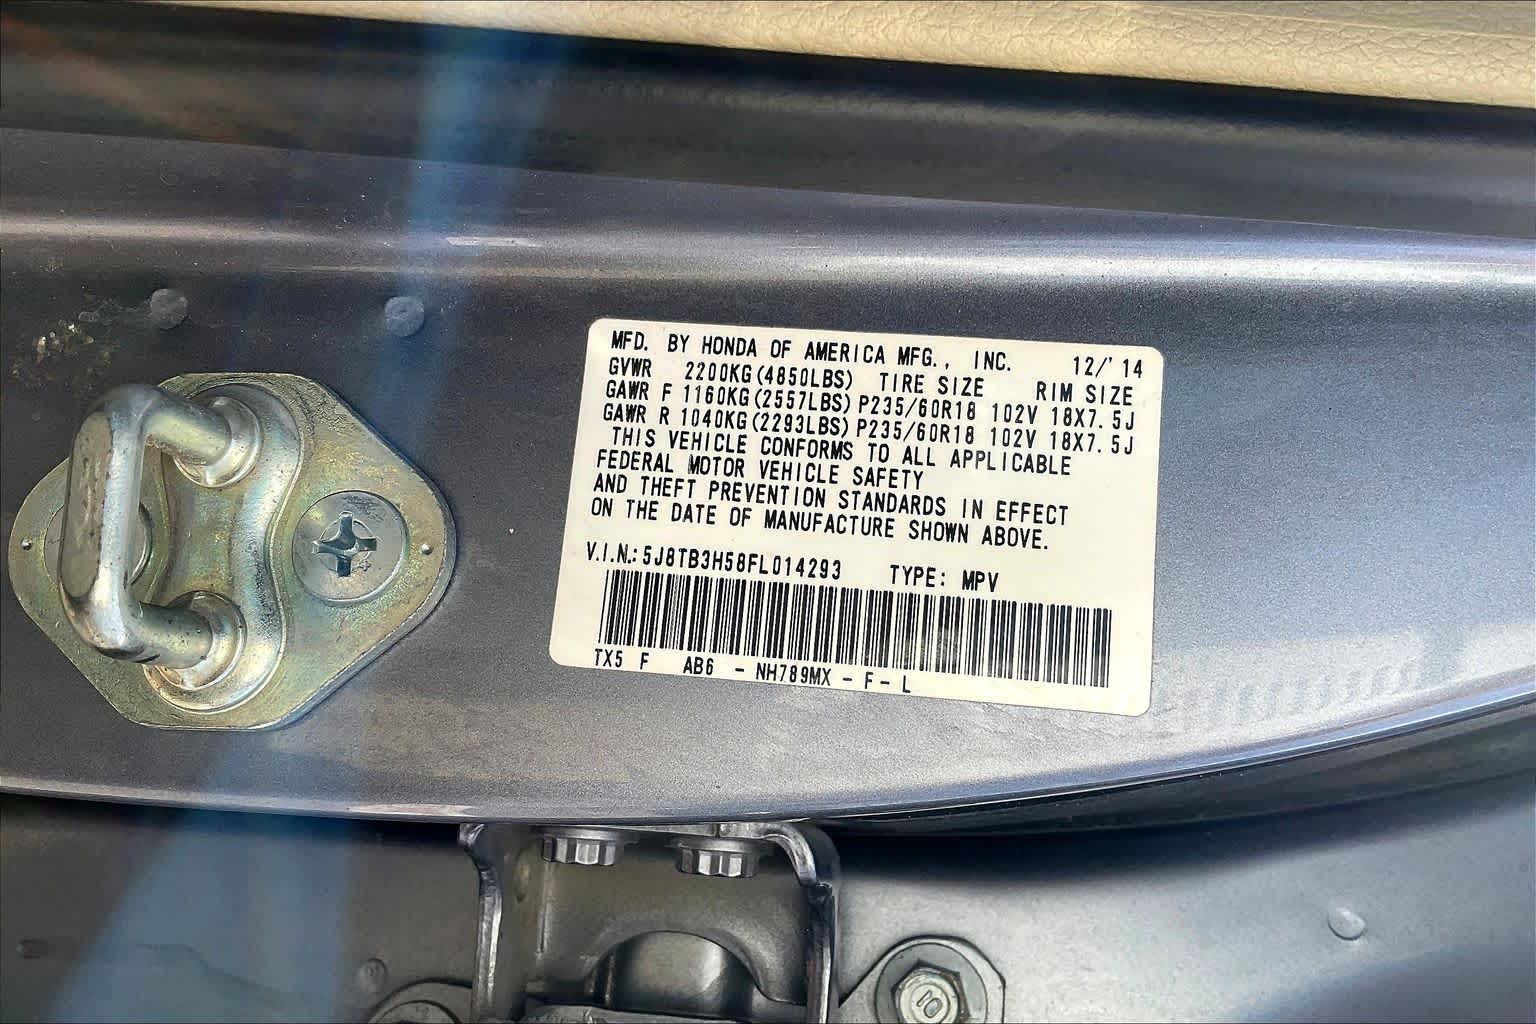 MFD. BY HONDA OF AMERICA MFG., INC. 12/'14
GVWR 2200KG(4850LBS) TIRE SIZE RIM SIZE
GAWR F 1160KG(2557LBS) P235/60R18 102V 18X7.5J
GAWR R 1040KG(2293LBS) P235/60R18 102V 18X7.5J
THIS VEHICLE CONFORMS TO ALL APPLICABLE
FEDERAL MOTOR VEHICLE SAFETY
AND THEFT PREVENTION STANDARDS IN EFFECT
ON THE DATE OF MANUFACTURE SHOWN ABOVE.
V.I.N.: 5J8TB3H58FL014293 TYPE: MPV
TX5 F AB6 - NH789MX - F - L
10